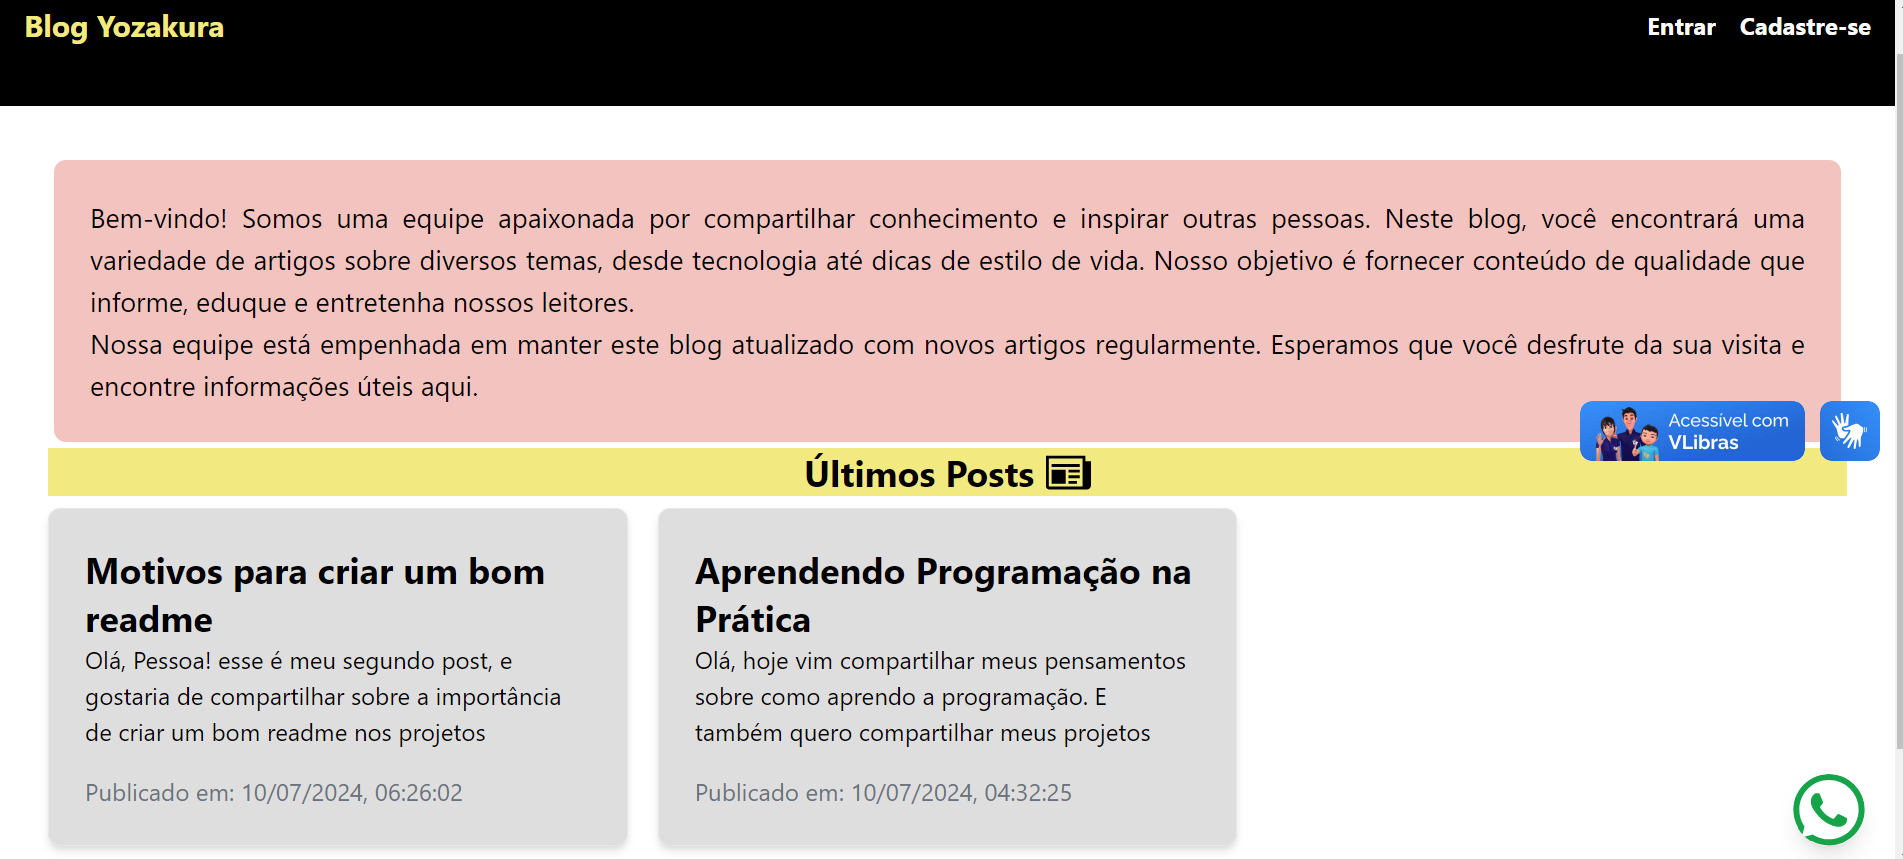 Blog Yozakura
Entrar
Cadastre-se
Bem-vindo! Somos uma equipe apaixonada por compartilhar conhecimento e inspirar outras pessoas. Neste blog, você encontrará uma
variedade de artigos sobre diversos temas, desde tecnologia até dicas de estilo de vida. Nosso objetivo é fornecer conteúdo de qualidade que
informe, eduque e entretenha nossos leitores.
Nossa equipe está empenhada em manter este blog atualizado com novos artigos regularmente. Esperamos que você desfrute da sua visita e
encontre informações úteis aqui.
Acessível com
VLibras
Últimos Posts
Motivos para criar um bom
readme
Olá, Pessoa! esse é meu segundo post, e
gostaria de compartilhar sobre a importância
de criar um bom readme nos projetos
Publicado em: 10/07/2024, 06:26:02
Aprendendo Programação na
Prática
Olá, hoje vim compartilhar meus pensamentos
sobre como aprendo a programação. E
também quero compartilhar meus projetos
Publicado em: 10/07/2024, 04:32:25